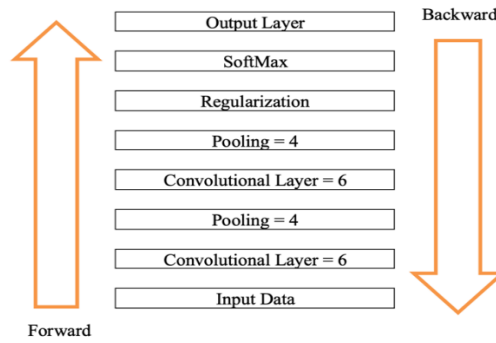 Backward
Output Layer
SoftMax
Regularization
Pooling = 4
Convolutional Layer = 6
Pooling = 4
Convolutional Layer = 6
Input Data
Forward